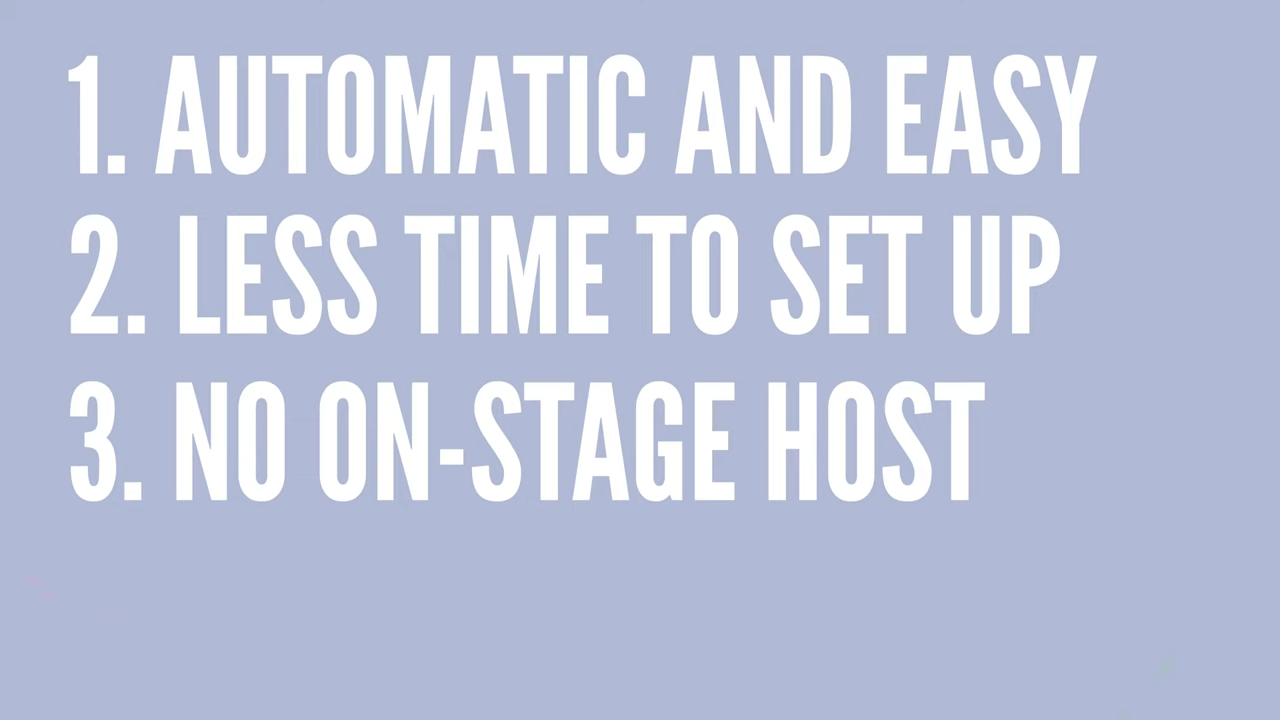 1. AUTOMATIC AND EASY
2. LESS TIME TO SET UP
3. NO ON-STAGE HOST